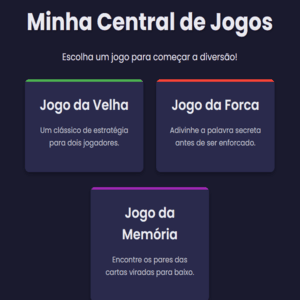 Minha Central de Jogos
Escolha um jogo para começar a diversão!
Jogo da Velha
Um clássico de estratégia
para dois jogadores.
Jogo da Forca
Adivinhe a palavra secreta
antes de ser enforcado.
Jogo da
Memória
Encontre os pares das
cartas viradas para baixo.